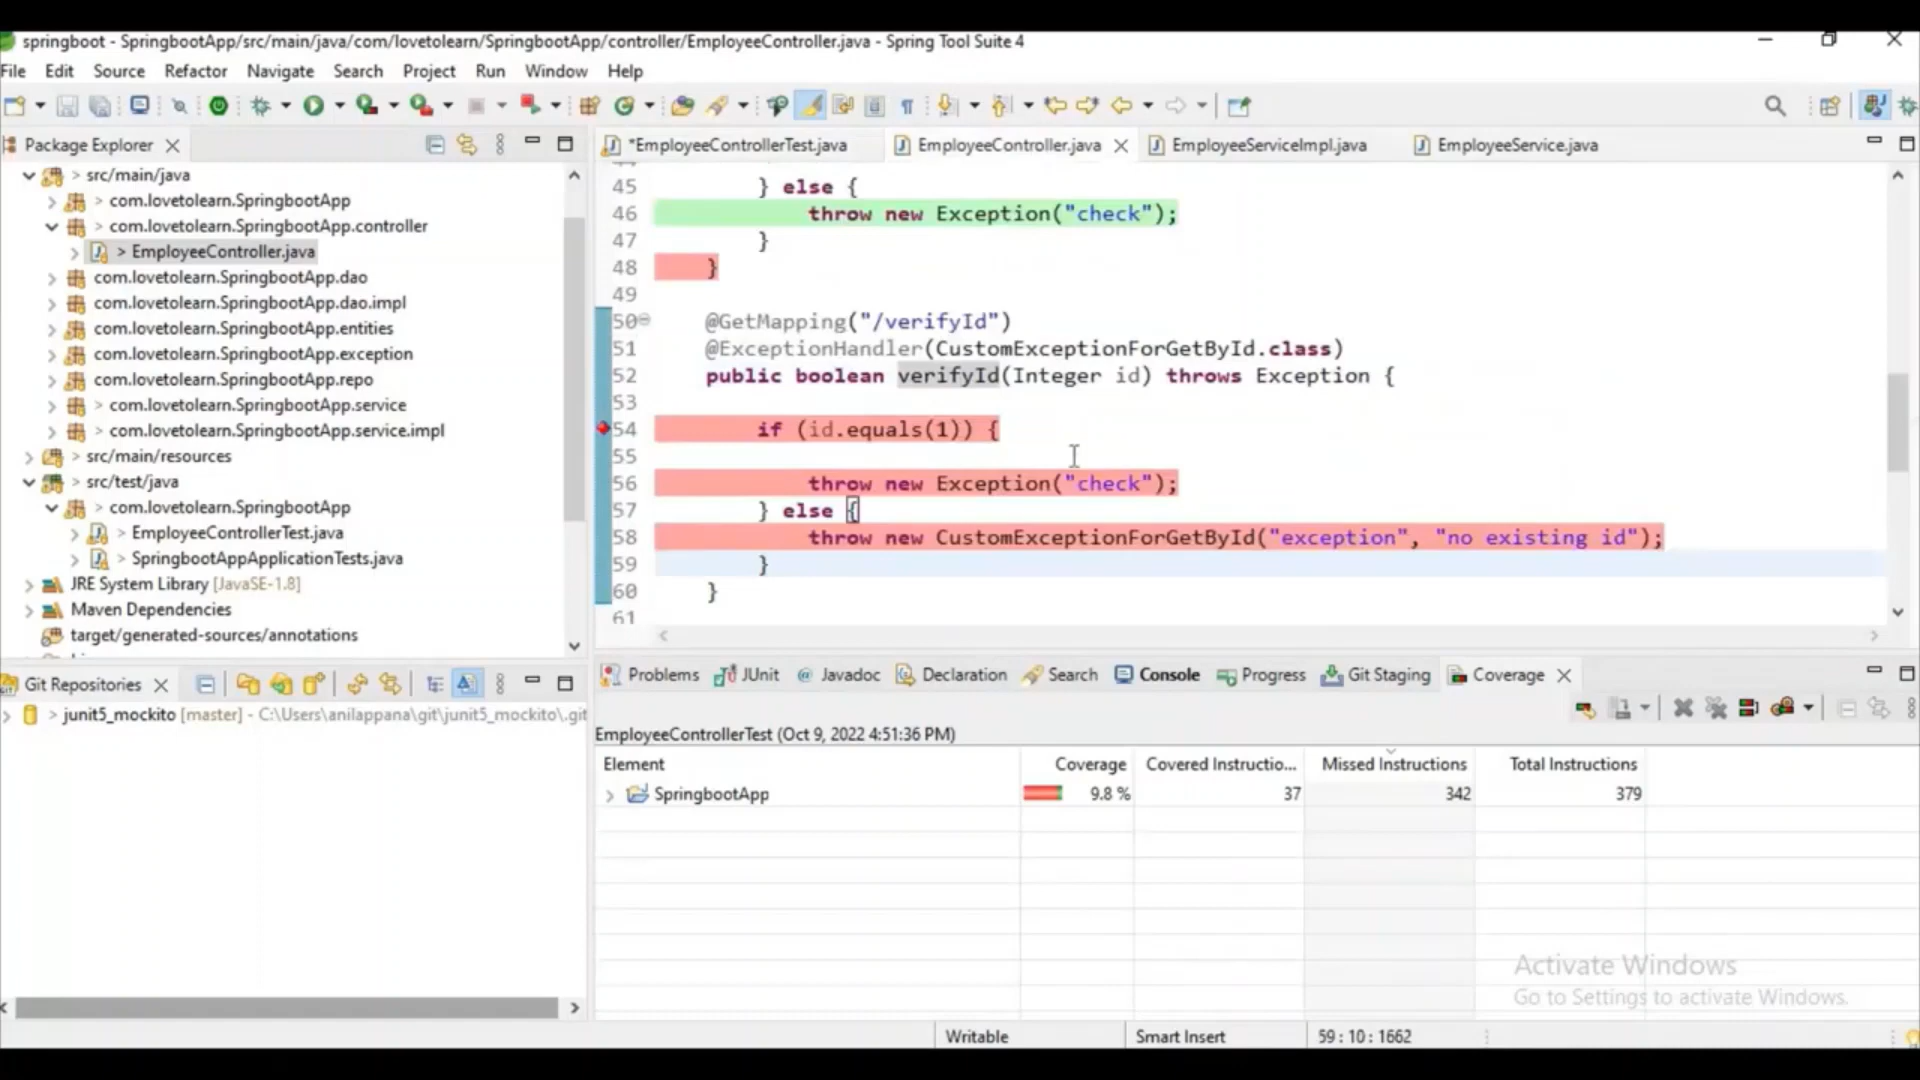 springboot - SpringbootApp/src/main/java/com/lovetolearn/SpringbootApp/controller/EmployeeController.java - Spring Tool Suite 4
File Edit Source Refactor Navigate Search Project Run Window Help
Package Explorer
src/main/java
> com.lovetolearn.SpringbootApp
> com.lovetolearn.SpringbootApp.controller
> EmployeeController.java
com.lovetolearn.SpringbootApp.dao
com.lovetolearn.SpringbootApp.dao.impl
com.lovetolearn.SpringbootApp.entities
com.lovetolearn.SpringbootApp.exception
com.lovetolearn.SpringbootApp.repo
> com.lovetolearn.SpringbootApp.service
> com.lovetolearn.SpringbootApp.service.impl
> src/main/resources
src/test/java
> com.lovetolearn.SpringbootApp
> EmployeeControllerTest.java
> SpringbootAppApplicationTests.java
JRE System Library [JavaSE-1.8]
Maven Dependencies
target/generated-sources/annotations
Git Repositories
> junit5_mockito [master] - C:\Users\anilappana\git\junit5_mockito\.git
*EmployeeControllerTest.java EmployeeController.java EmployeeServiceImpl.java EmployeeService.java
45 } else {
46 throw new Exception("check");
47 }
48 }
49
50 @GetMapping("/verifyId")
51 @ExceptionHandler(CustomExceptionForGetById.class)
52 public boolean verifyId(Integer id) throws Exception {
53
54 if (id.equals(1)) {
55
56 throw new Exception("check");
57 } else {
58 throw new CustomExceptionForGetById("exception", "no existing id");
59 }
60 }
61
Problems JUnit Javadoc Declaration Search Console Progress Git Staging Coverage
EmployeeControllerTest (Oct 9, 2022 4:51:36 PM)
Element Coverage Covered Instructio... Missed Instructions Total Instructions
SpringbootApp 9.8 % 37 342 379
Activate Windows
Go to Settings to activate Windows.
Writable Smart Insert 59 : 10 : 1662